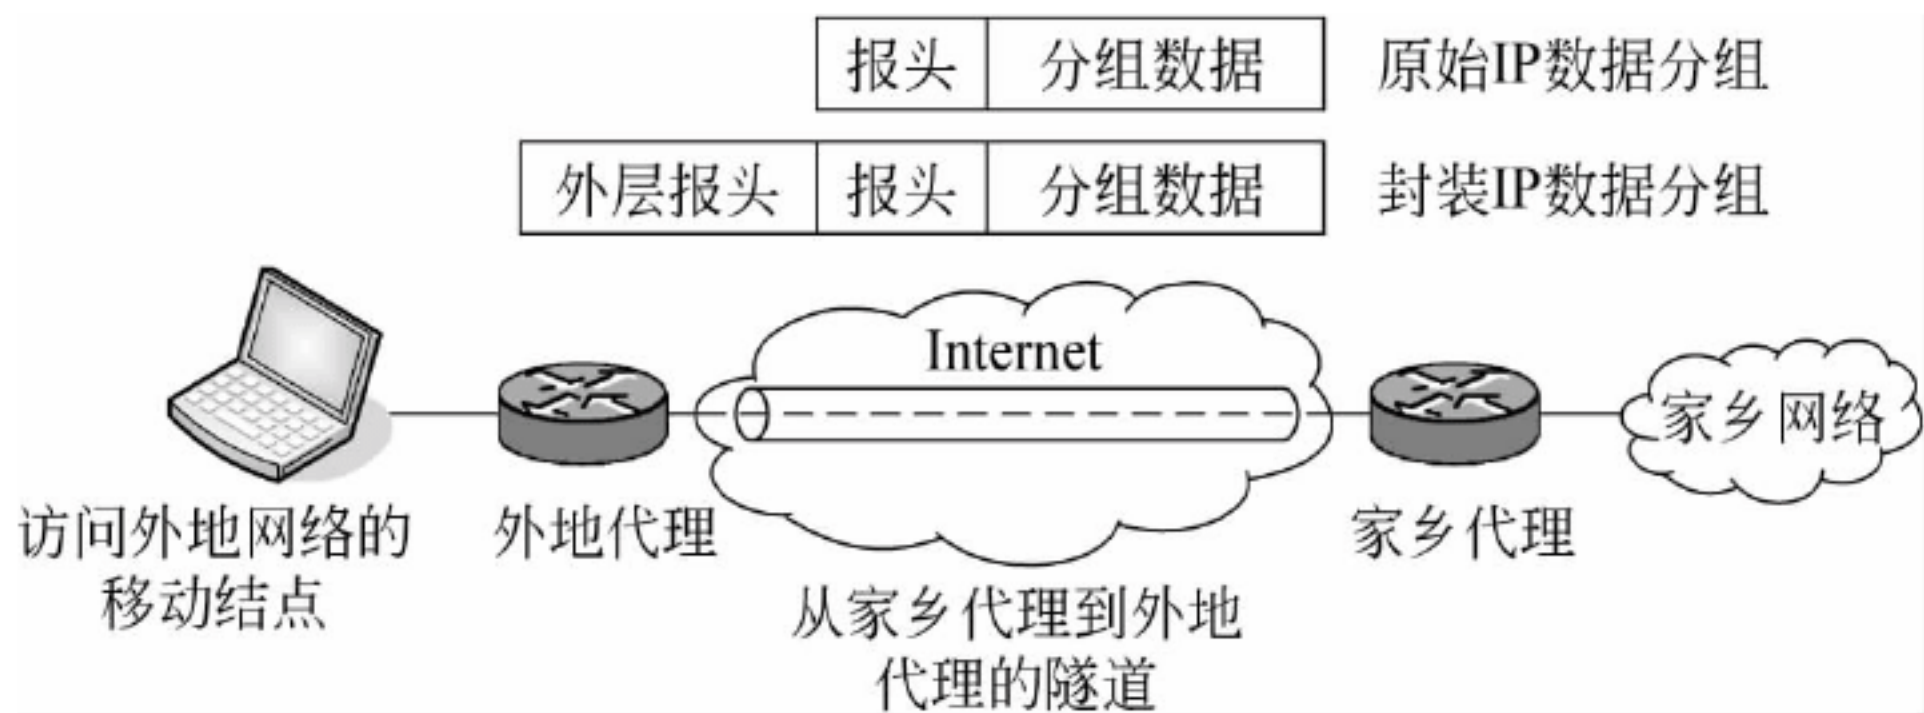 报头 分组数据 原始IP数据分组
外层报头 报头 分组数据 封装IP数据分组
Internet
家乡网络
访问外地网络的
移动结点
外地代理
从家乡代理到外地
代理的隧道
家乡代理